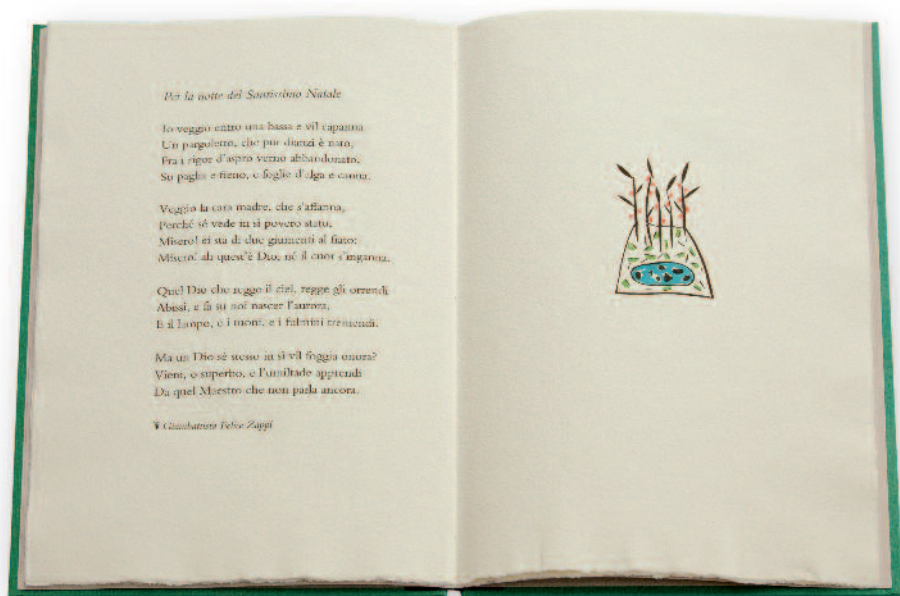 Per la notte del Santissimo Natale
Io veggio entro una bassa e vil capanna
Un pargoletto, che pur dianzi è nato,
Fra i rigor d'aspro verno abbandonato,
Su paglia e fieno, e foglie d'alga e canna.
Veggio la cara madre, che s'affanna,
Perché sé vede in sì povero stato,
Misero! ei sta di due giumenti al fiato:
Misero! ah quest'è Dio, né il cuor s'inganna.
Quel Dio che regge il ciel, regge gli orrendi
Abissi, e fa su noi nascer l'aurora,
E il lampo, e i tuoni, e i fulmini tremendi.
Ma un Dio sé stesso in sì vil foggia onora?
Vieni, o superbo, e l'umiltade apprendi
Da quel Maestro che non parla ancora.
Giambattista Felice Zappi